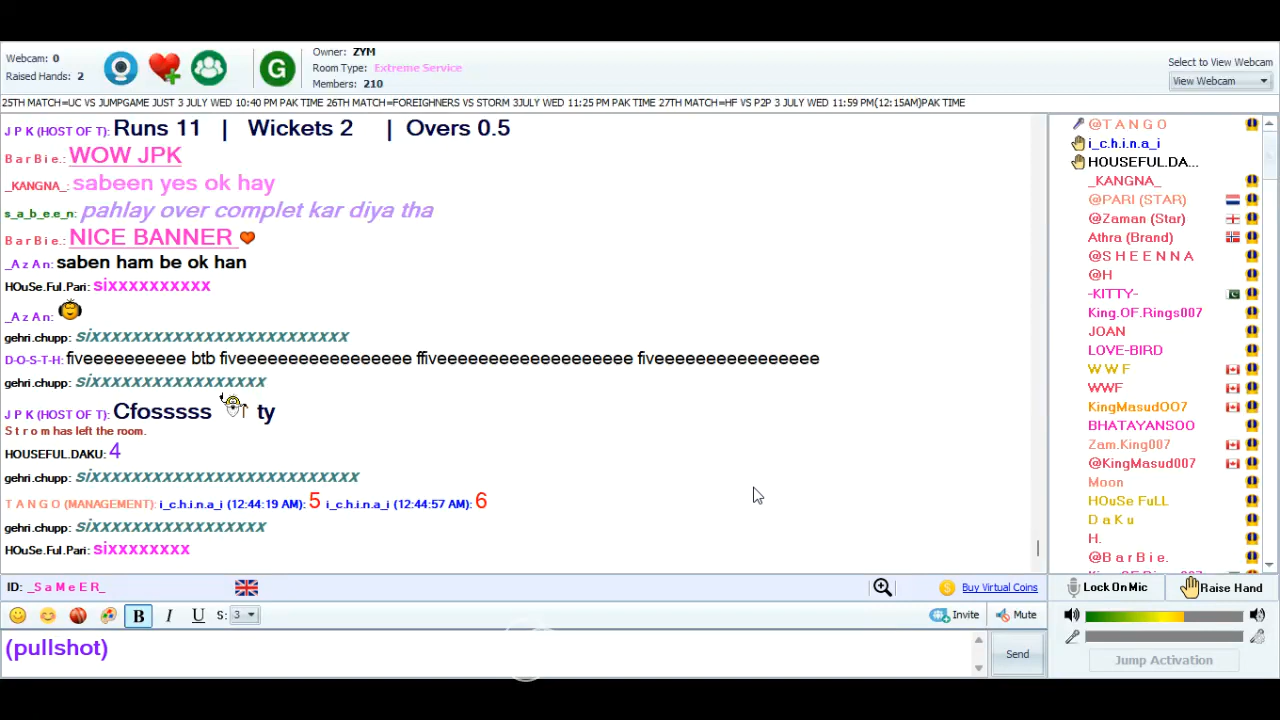 Webcam: 0
Raised Hands: 2
G
Owner: ZYM
Room Type: Extreme Service
Members: 210
Select to View Webcam
View Webcam
25TH MATCH=UC VS JUMPGAME JUST 3 JULY WED 10:40 PM PAK TIME 26TH MATCH=FOREIGHNERS VS STORM 3JULY WED 11:25 PM PAK TIME 27TH MATCH=HF VS P2P 3 JULY WED 11:59 PM(12:15AM)PAK TIME
J P K (HOST OF T): Runs 11 | Wickets 2 | Overs 0.5
B a r B i e.: WOW JPK
_KANGNA_: sabeen yes ok hay
s_a_b_e.e_n: pahlay over complet kar diya tha
B a r B i e.: NICE BANNER
_A z A n: saben ham be ok han
HOuSe.Ful.Pari: sixxxxxxxxxx
_A z A n:
gehri.chupp: sixxxxxxxxxxxxxxxxxxxxxxxxx
D-O-S-T-H: fiveeeeeeeeee btb fiveeeeeeeeeeeeeeeee ffiveeeeeeeeeeeeeeeeeee fiveeeeeeeeeeeeeeee
gehri.chupp: sixxxxxxxxxxxxxxxxx
J P K (HOST OF T): Cfosssss ty
S t r o m has left the room.
HOUSEFUL.DAKU: 4
gehri.chupp: sixxxxxxxxxxxxxxxxxxxxxxxxxx
T A N G O (MANAGEMENT): i_c.h.i.n.a_i (12:44:19 AM): 5 i_c.h.i.n.a_i (12:44:57 AM): 6
gehri.chupp: sixxxxxxxxxxxxxxxxx
HOuSe.Ful.Pari: sixxxxxxxx
@T A N G O
i_c.h.i.n.a_i
HOUSEFUL.DA...
_KANGNA_
@PARI (STAR)
@Zaman (Star)
Athra (Brand)
@S H E E N N A
@H
-KITTY-
King.OF.Rings007
JOAN
LOVE-BIRD
W W F
WWF
KingMasudOO7
BHATAYANSOO
Zam.King007
@KingMasud007
Moon
HOuSe FuLL
D a K u
H.
@B a r B i e.
ID: _S a M e E R_
Buy Virtual Coins
Lock On Mic
Raise Hand
B I U S: 3
Invite
Mute
(pullshot)
Send
Jump Activation